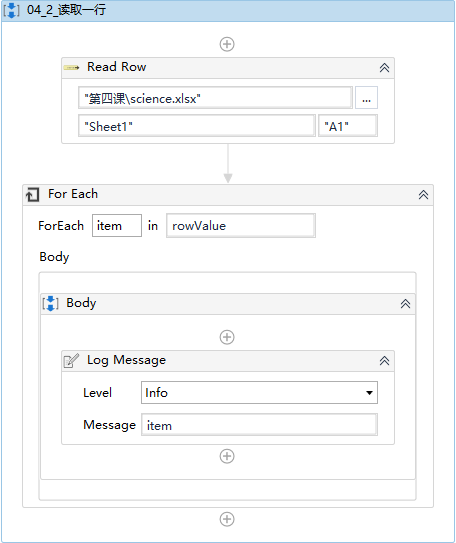 04_2_读取一行
Read Row
"第四课\science.xlsx"
...
"Sheet1"
"A1"
For Each
ForEach item in rowValue
Body
Body
Log Message
Level Info
Message item